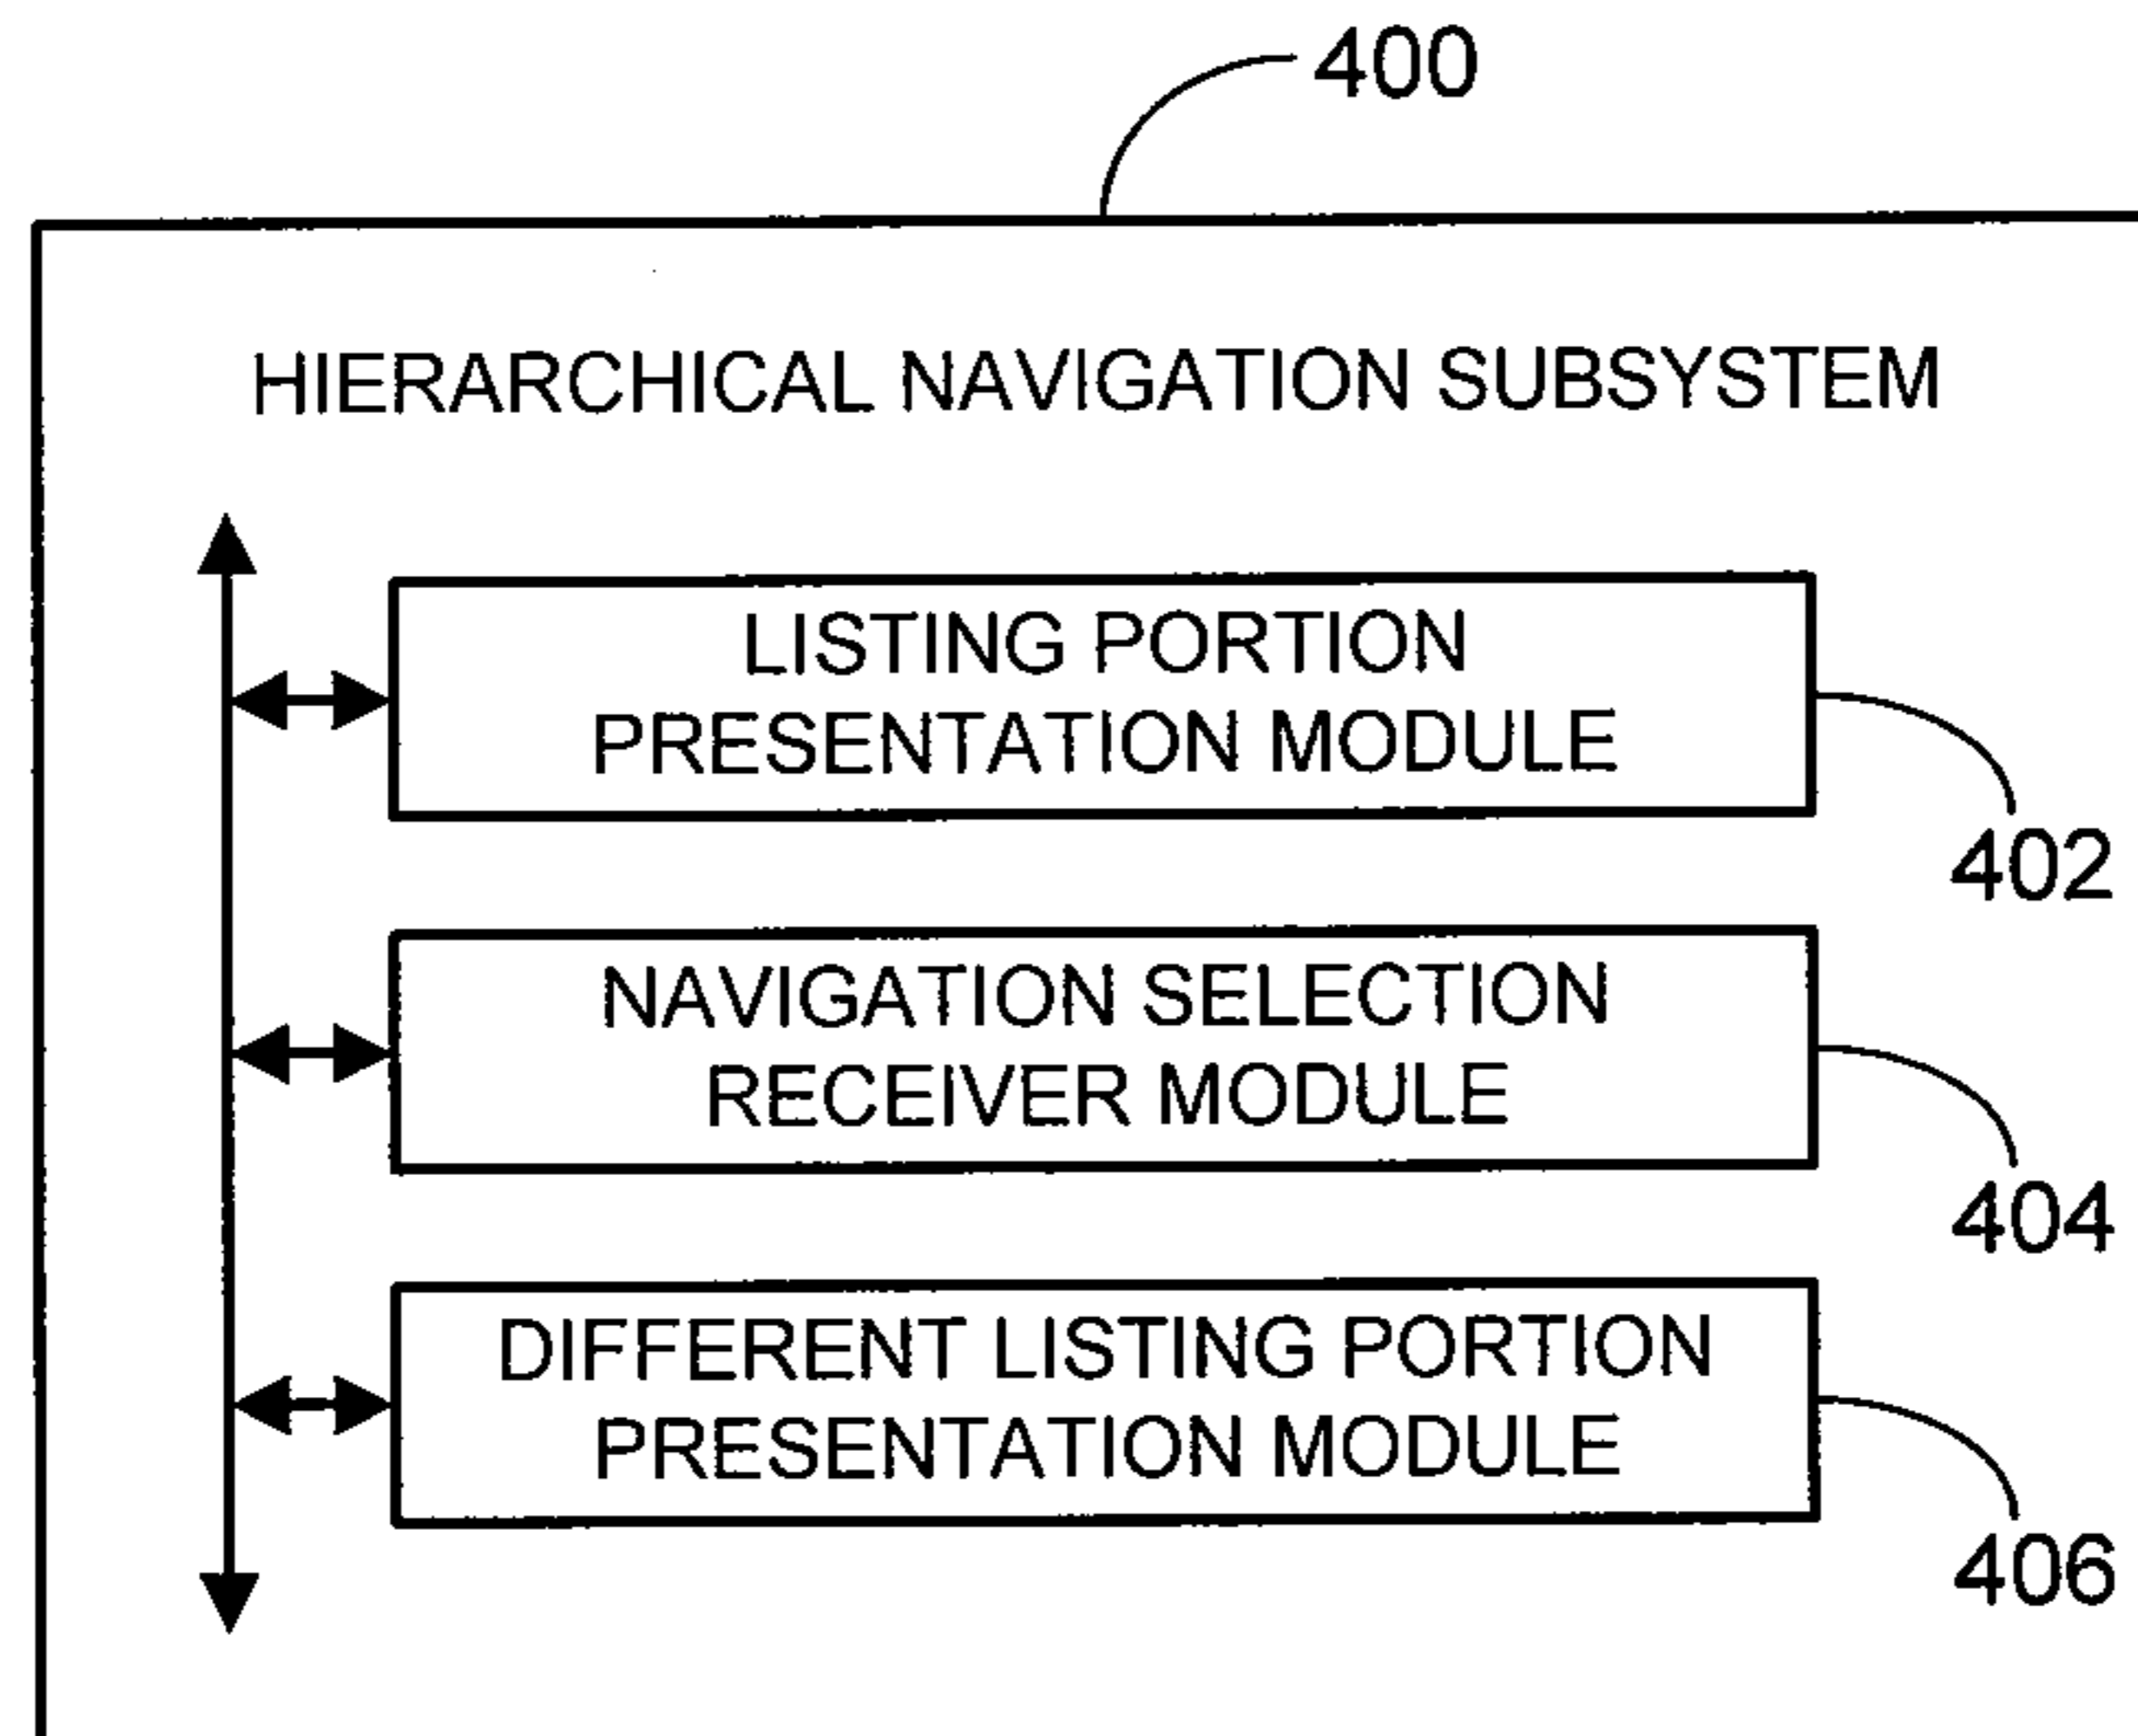 400
HIERARCHICAL NAVIGATION SUBSYSTEM
LISTING PORTION
PRESENTATION MODULE
402
NAVIGATION SELECTION
RECEIVER MODULE
404
DIFFERENT LISTING PORTION
PRESENTATION MODULE
406